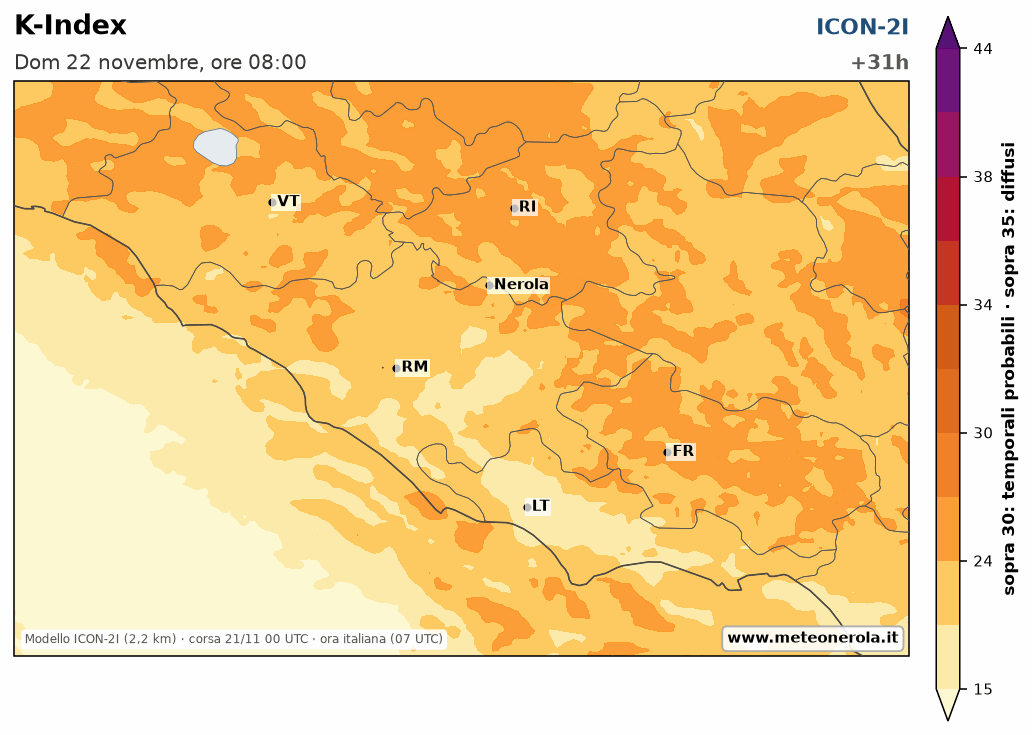 K-Index
ICON-2I
Dom 22 novembre, ore 08:00
+31h
VT
RI
Nerola
RM
FR
LT
Modello ICON-2I (2,2 km) · corsa 21/11 00 UTC · ora italiana (07 UTC)
www.meteonerola.it
44
38
34
30
24
15
sopra 30: temporali probabili · sopra 35: diffusi